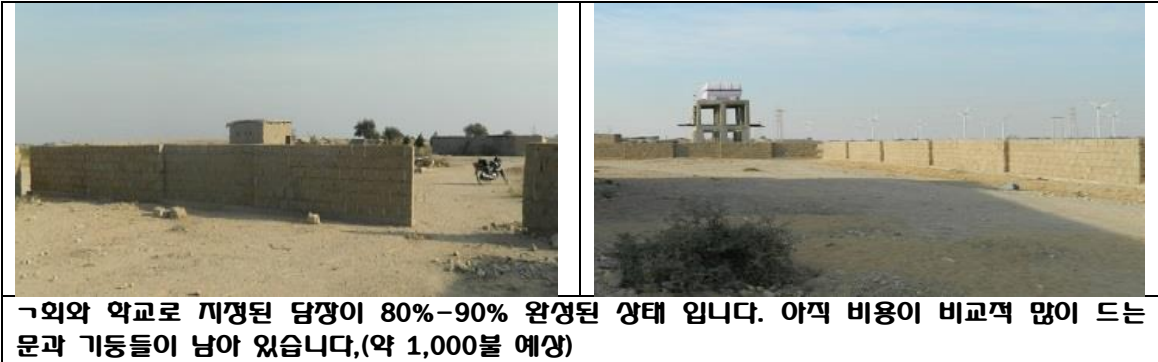 ㄱ회와 학교로 지정된 담장이 80%-90% 완성된 상태 입니다. 아직 비용이 비교적 많이 드는
문과 기둥들이 남아 있습니다,(약 1,000불 예상)